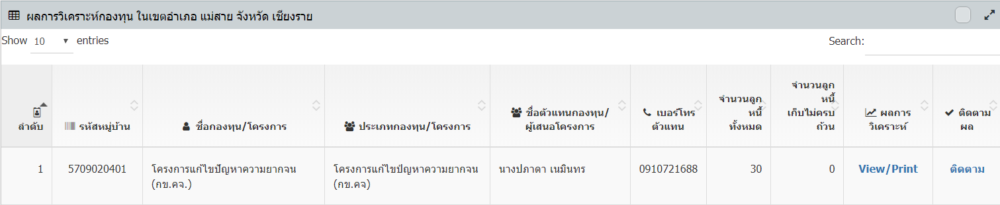 ผลการวิเคราะห์กองทุน ในเขตอำเภอ แม่สาย จังหวัด เชียงราย
Show 10 entries
Search:
ลำดับ
รหัสหมู่บ้าน
ชื่อกองทุน/โครงการ
ประเภทกองทุน/โครงการ
ชื่อตัวแทนกองทุน/
ผู้เสนอโครงการ
เบอร์โทร
ตัวแทน
จำนวนลูก
หนี้
ทั้งหมด
จำนวนลูก
หนี้
เก็บไม่ครบ
ถ้วน
ผลการ
วิเคราะห์
ติดตาม
ผล
1
5709020401
โครงการแก้ไขปัญหาความยากจน
(กข.คจ.)
โครงการแก้ไขปัญหาความยากจน
(กข.คจ)
นางปภาดา เนมินทร
0910721688
30
0
View/Print
ติดตาม